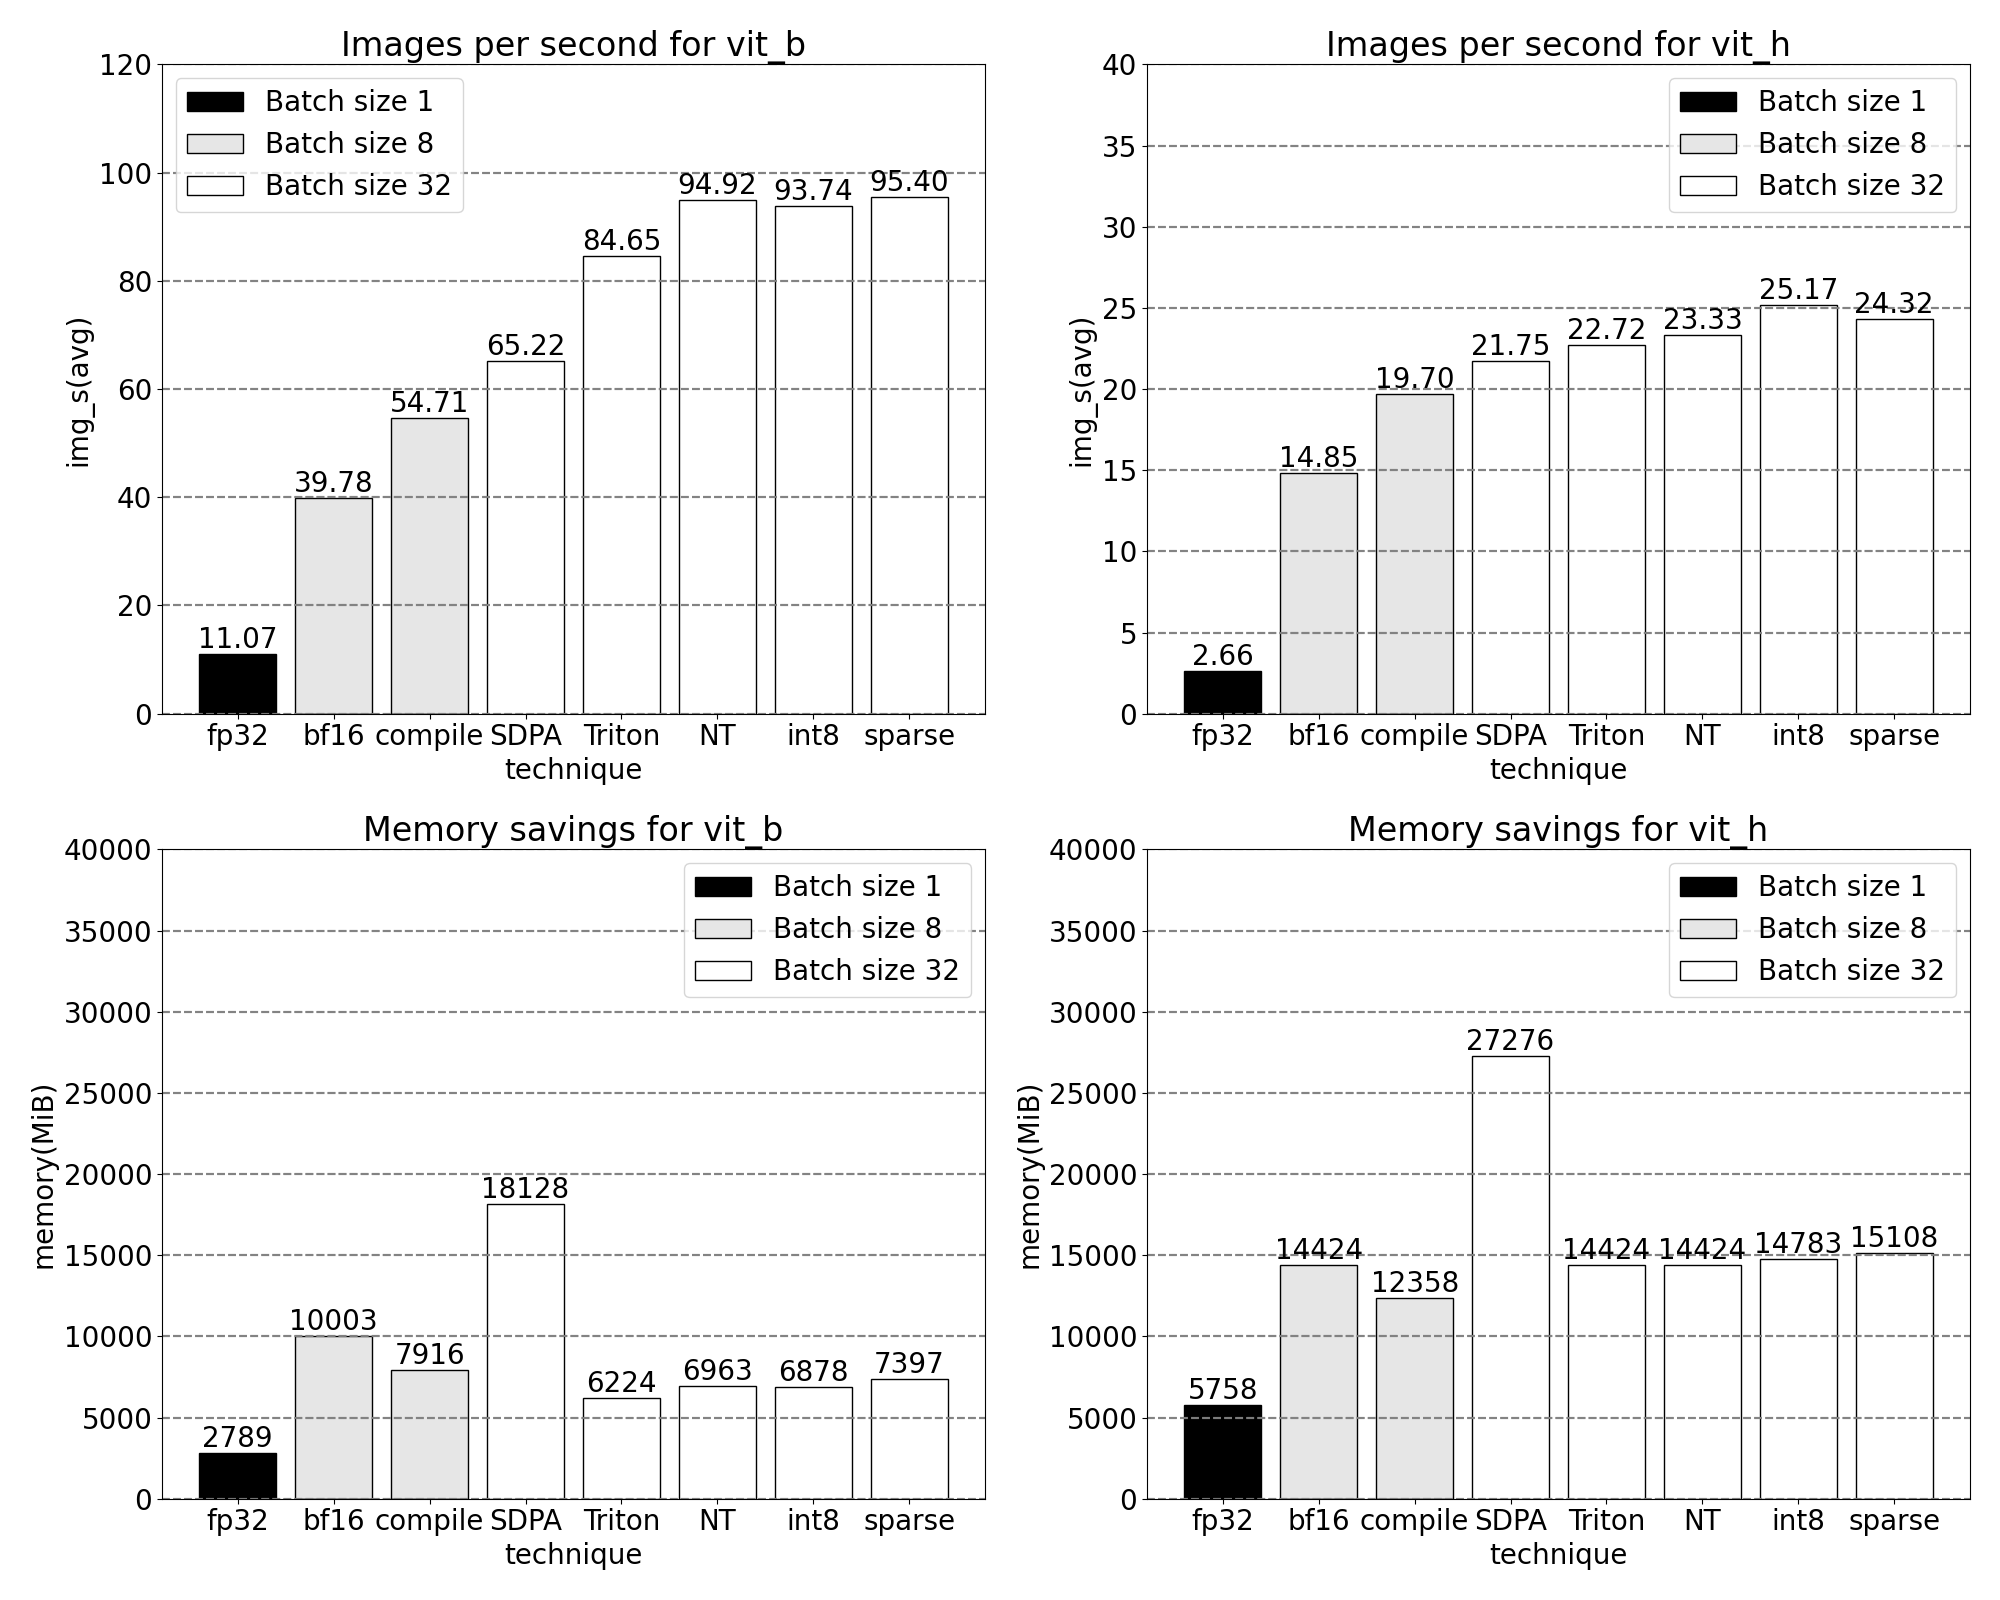 Images per second for vit_b
120
100
80
60
40
20
0
img_s(avg)
Batch size 1
Batch size 8
Batch size 32
11.07
39.78
54.71
65.22
84.65
94.92
93.74
95.40
fp32 bf16 compile SDPA Triton NT int8 sparse
technique
Images per second for vit_h
40
35
30
25
20
15
10
5
0
img_s(avg)
Batch size 1
Batch size 8
Batch size 32
2.66
14.85
19.70
21.75
22.72
23.33
25.17
24.32
fp32 bf16 compile SDPA Triton NT int8 sparse
technique
Memory savings for vit_b
40000
35000
30000
25000
20000
15000
10000
5000
0
memory(MiB)
Batch size 1
Batch size 8
Batch size 32
2789
10003
7916
18128
6224
6963
6878
7397
fp32 bf16 compile SDPA Triton NT int8 sparse
technique
Memory savings for vit_h
40000
35000
30000
25000
20000
15000
10000
5000
0
memory(MiB)
Batch size 1
Batch size 8
Batch size 32
5758
14424
12358
27276
14424
14424
14783
15108
fp32 bf16 compile SDPA Triton NT int8 sparse
technique